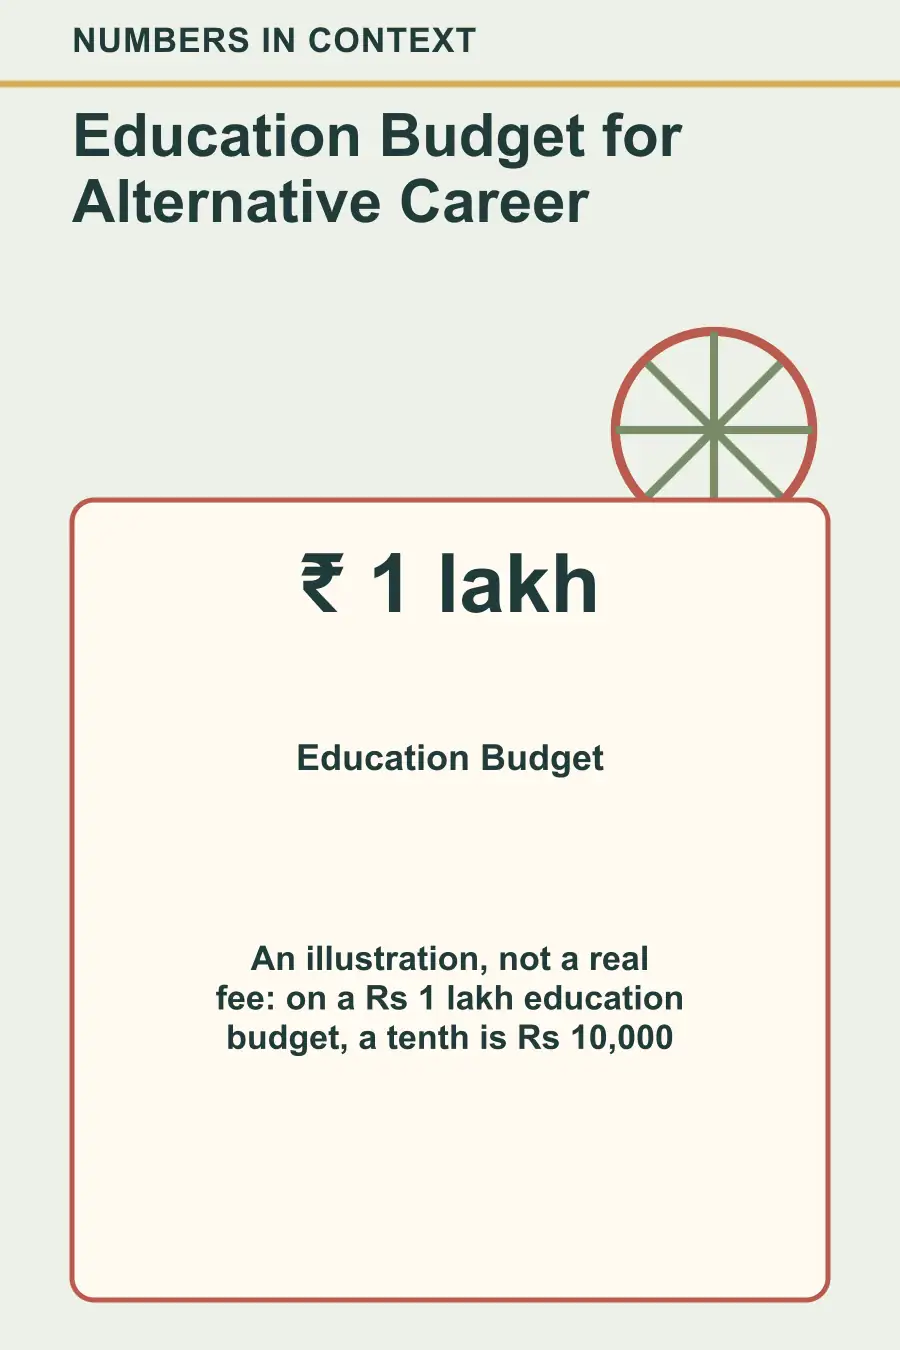 NUMBERS IN CONTEXT
Education Budget for
Alternative Career
₹ 1 lakh
Education Budget
An illustration, not a real
fee: on a Rs 1 lakh education
budget, a tenth is Rs 10,000